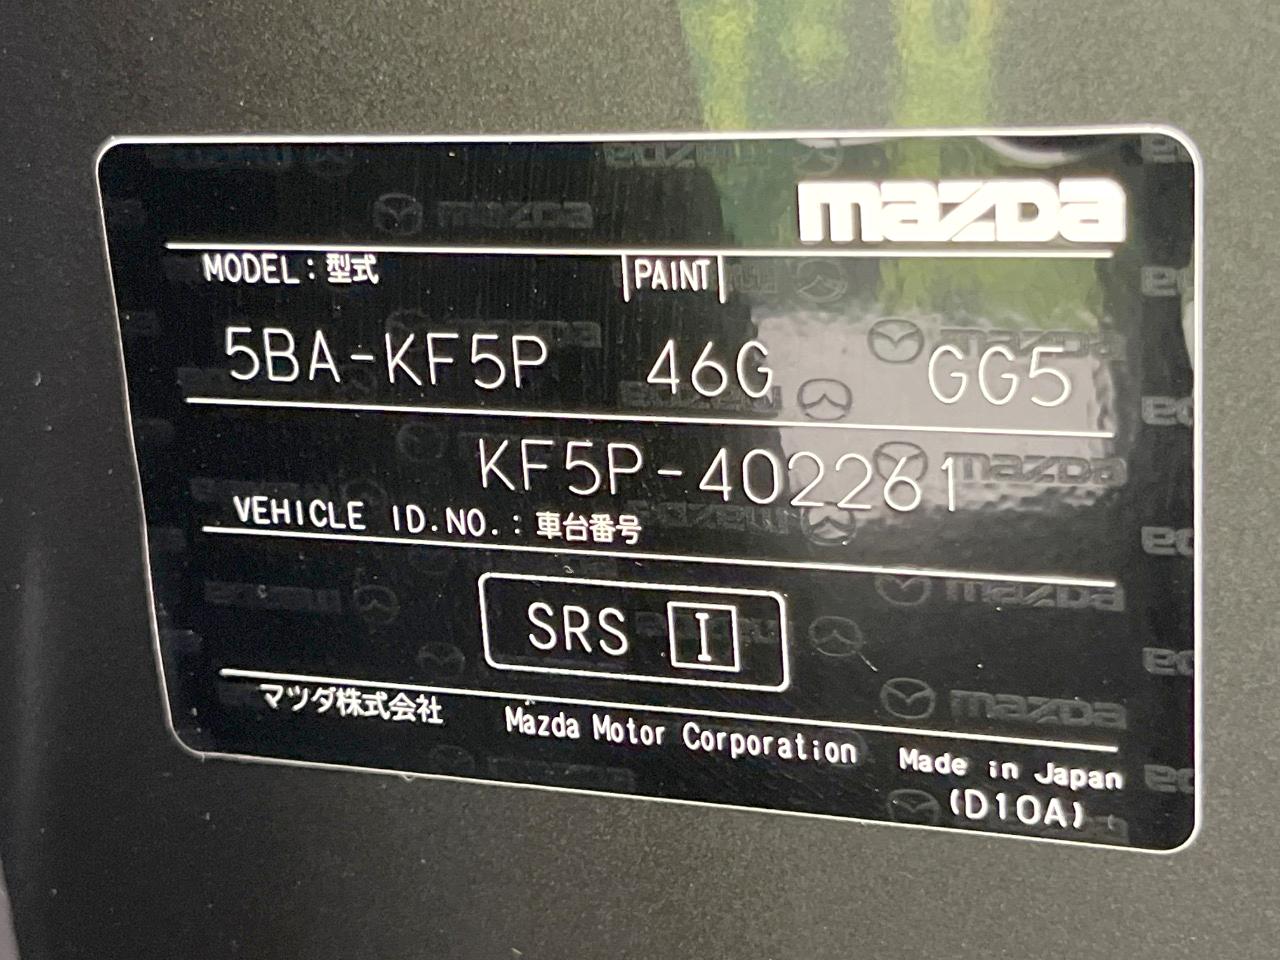 mazda
MODEL : 型式 PAINT
5BA-KF5P 46G GG5
KF5P-402261
VEHICLE ID.NO. : 車台番号
SRS I
マツダ株式会社 Mazda Motor Corporation Made in Japan
(D10A)